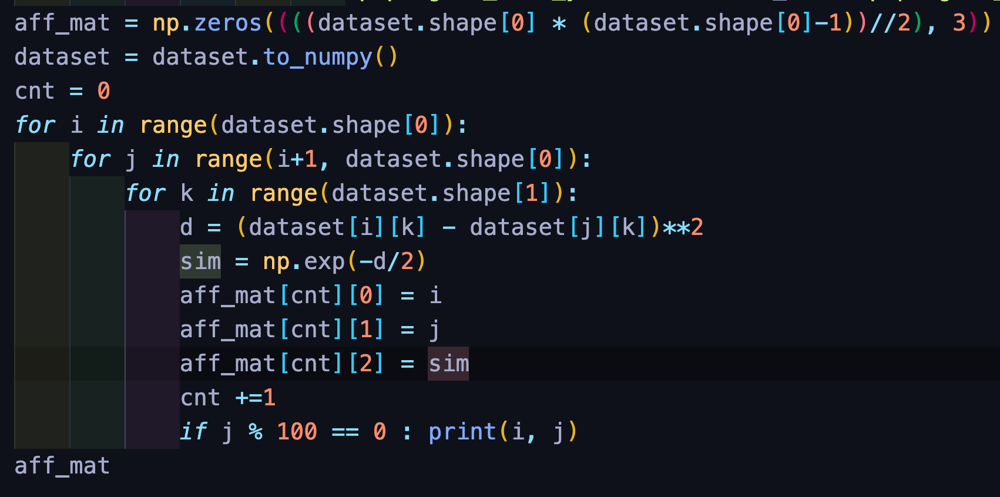 aff_mat = np.zeros((((dataset.shape[0] * (dataset.shape[0]-1))//2), 3))
dataset = dataset.to_numpy()
cnt = 0
for i in range(dataset.shape[0]):
    for j in range(i+1, dataset.shape[0]):
        for k in range(dataset.shape[1]):
            d = (dataset[i][k] - dataset[j][k])**2
            sim = np.exp(-d/2)
            aff_mat[cnt][0] = i
            aff_mat[cnt][1] = j
            aff_mat[cnt][2] = sim
            cnt +=1
            if j % 100 == 0 : print(i, j)
aff_mat